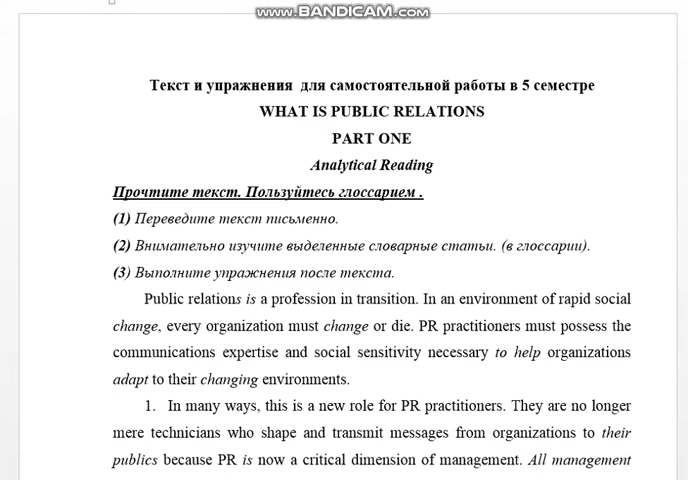 www.BANDICAM.com
Текст и упражнения для самостоятельной работы в 5 семестре
WHAT IS PUBLIC RELATIONS
PART ONE
Analytical Reading
Прочтите текст. Пользуйтесь глоссарием .
(1) Переведите текст письменно.
(2) Внимательно изучите выделенные словарные статьи. (в глоссарии).
(3) Выполните упражнения после текста.
Public relations is a profession in transition. In an environment of rapid social
change, every organization must change or die. PR practitioners must possess the
communications expertise and social sensitivity necessary to help organizations
adapt to their changing environments.
1. In many ways, this is a new role for PR practitioners. They are no longer
mere technicians who shape and transmit messages from organizations to their
publics because PR is now a critical dimension of management. All management